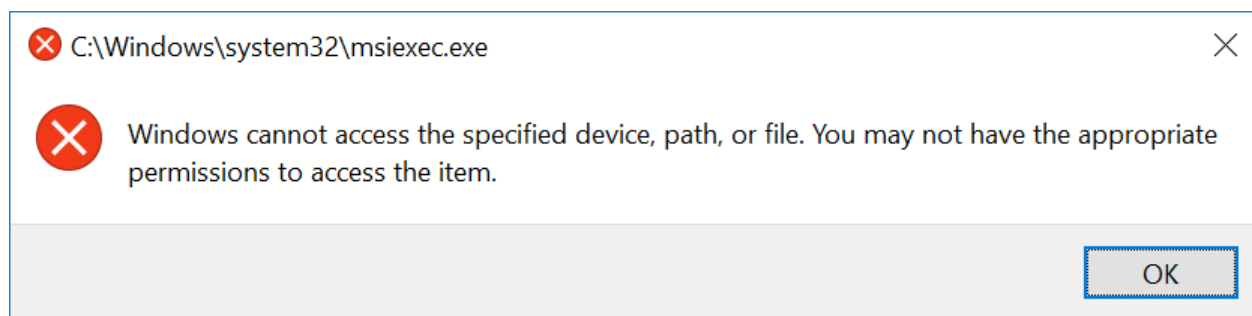 C:\Windows\system32\msiexec.exe
Windows cannot access the specified device, path, or file. You may not have the appropriate
permissions to access the item.
OK